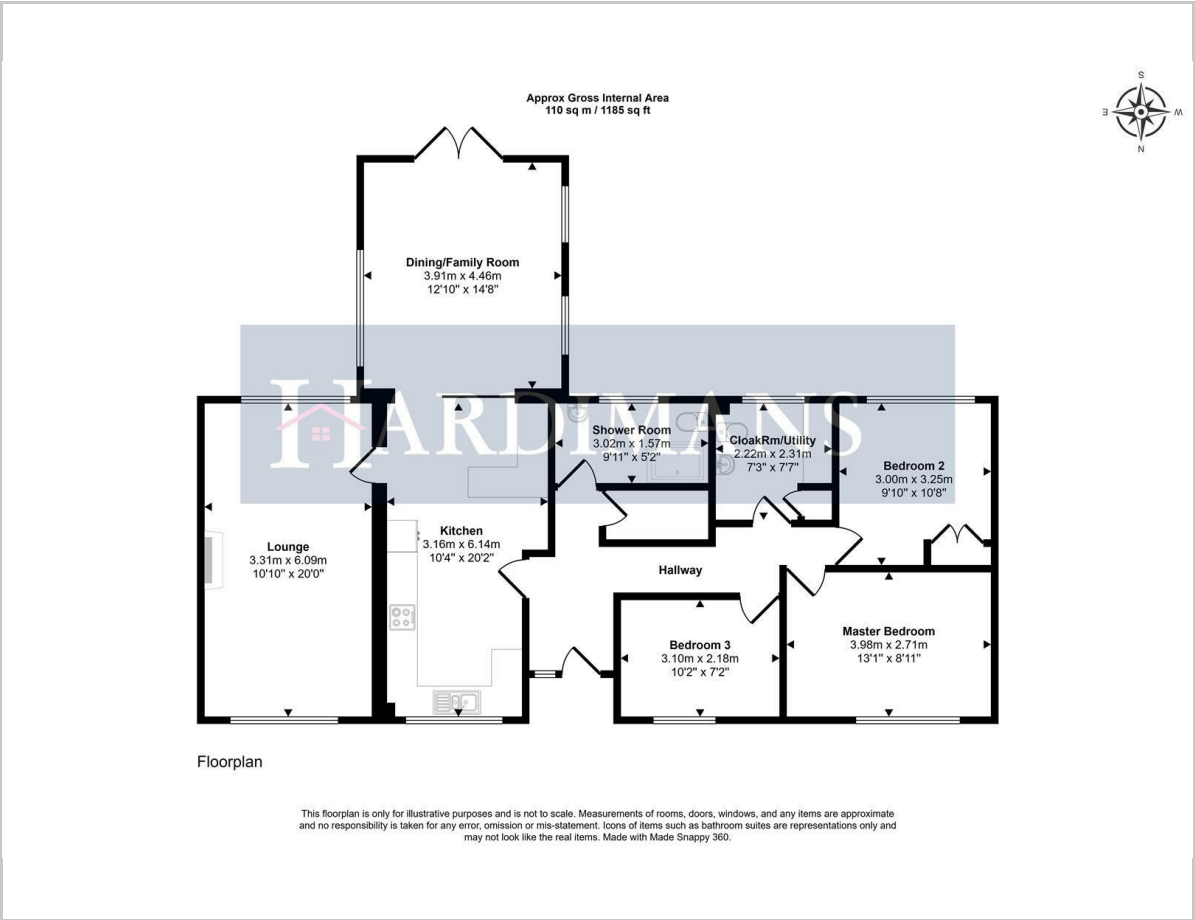 Approx Gross Internal Area
110 sq m / 1185 sq ft
S
E
W
N
Dining/Family Room
3.91m x 4.46m
12'10" x 14'8"
HARDIMANS
Shower Room
3.02m x 1.57m
9'11" x 5'2"
CloakRm/Utility
2.22m x 2.31m
7'3" x 7'7"
Bedroom 2
3.00m x 3.25m
9'10" x 10'8"
Kitchen
3.16m x 6.14m
10'4" x 20'2"
Lounge
3.31m x 6.09m
10'10" x 20'0"
Hallway
Bedroom 3
3.10m x 2.18m
10'2" x 7'2"
Master Bedroom
3.98m x 2.71m
13'1" x 8'11"
Floorplan
This floorplan is only for illustrative purposes and is not to scale. Measurements of rooms, doors, windows, and any items are approximate
and no responsibility is taken for any error, omission or mis-statement. Icons of items such as bathroom suites are representations only and
may not look like the real items. Made with Made Snappy 360.